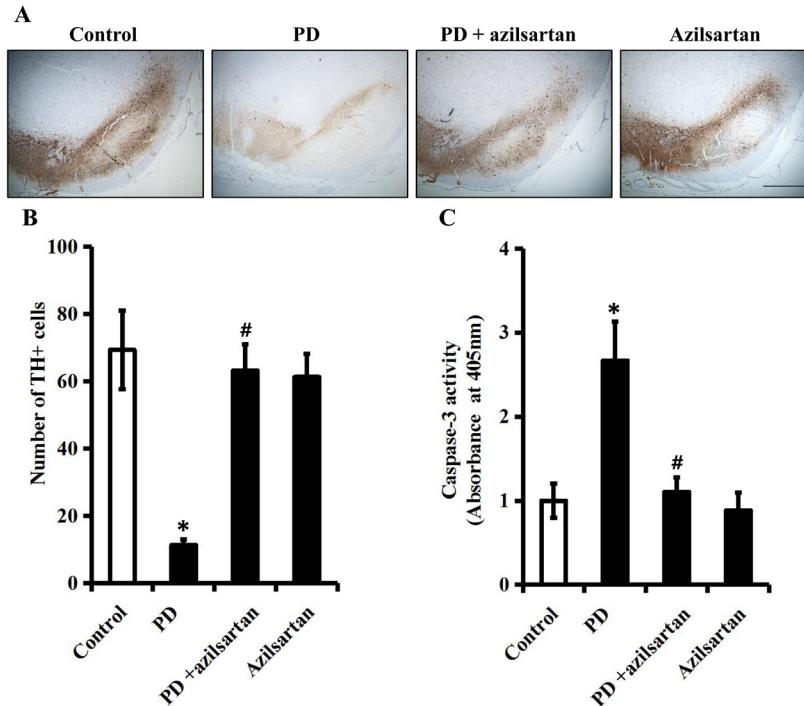 A
Control PD PD + azilsartan Azilsartan
B
100
80
60
40
20
0
Number of TH+ cells
*
#
Control PD PD +azilsartan Azilsartan
C
4
3
2
1
0
Caspase-3 activity
(Absorbance at 405nm)
*
#
Control PD PD +azilsartan Azilsartan